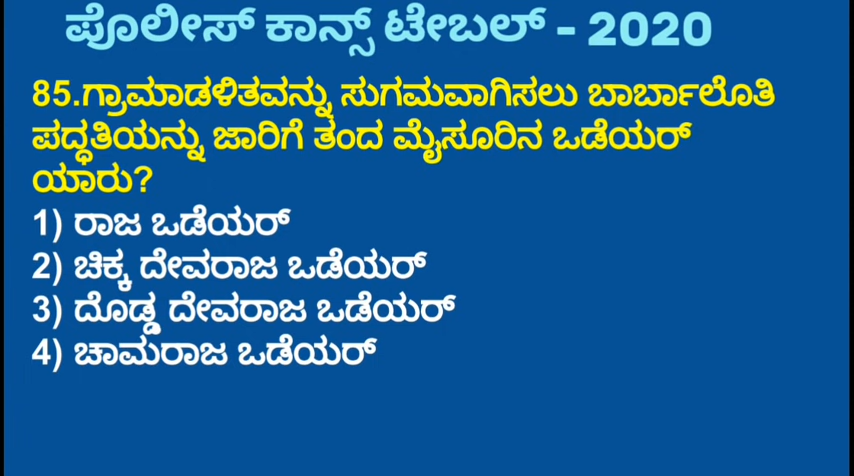 ಪೊಲೀಸ್ ಕಾನ್ಸ್ಟೇಬಲ್ - 2020
85.ಗ್ರಾಮಾಡಳಿತವನ್ನು ಸುಗಮವಾಗಿಸಲು ಬಾರ್ಬಾಲೊತಿ
ಪದ್ಧತಿಯನ್ನು ಜಾರಿಗೆ ತಂದ ಮೈಸೂರಿನ ಒಡೆಯರ್
ಯಾರು?
1) ರಾಜ ಒಡೆಯರ್
2) ಚಿಕ್ಕ ದೇವರಾಜ ಒಡೆಯರ್
3) ದೊಡ್ಡ ದೇವರಾಜ ಒಡೆಯರ್
4) ಚಾಮರಾಜ ಒಡೆಯರ್